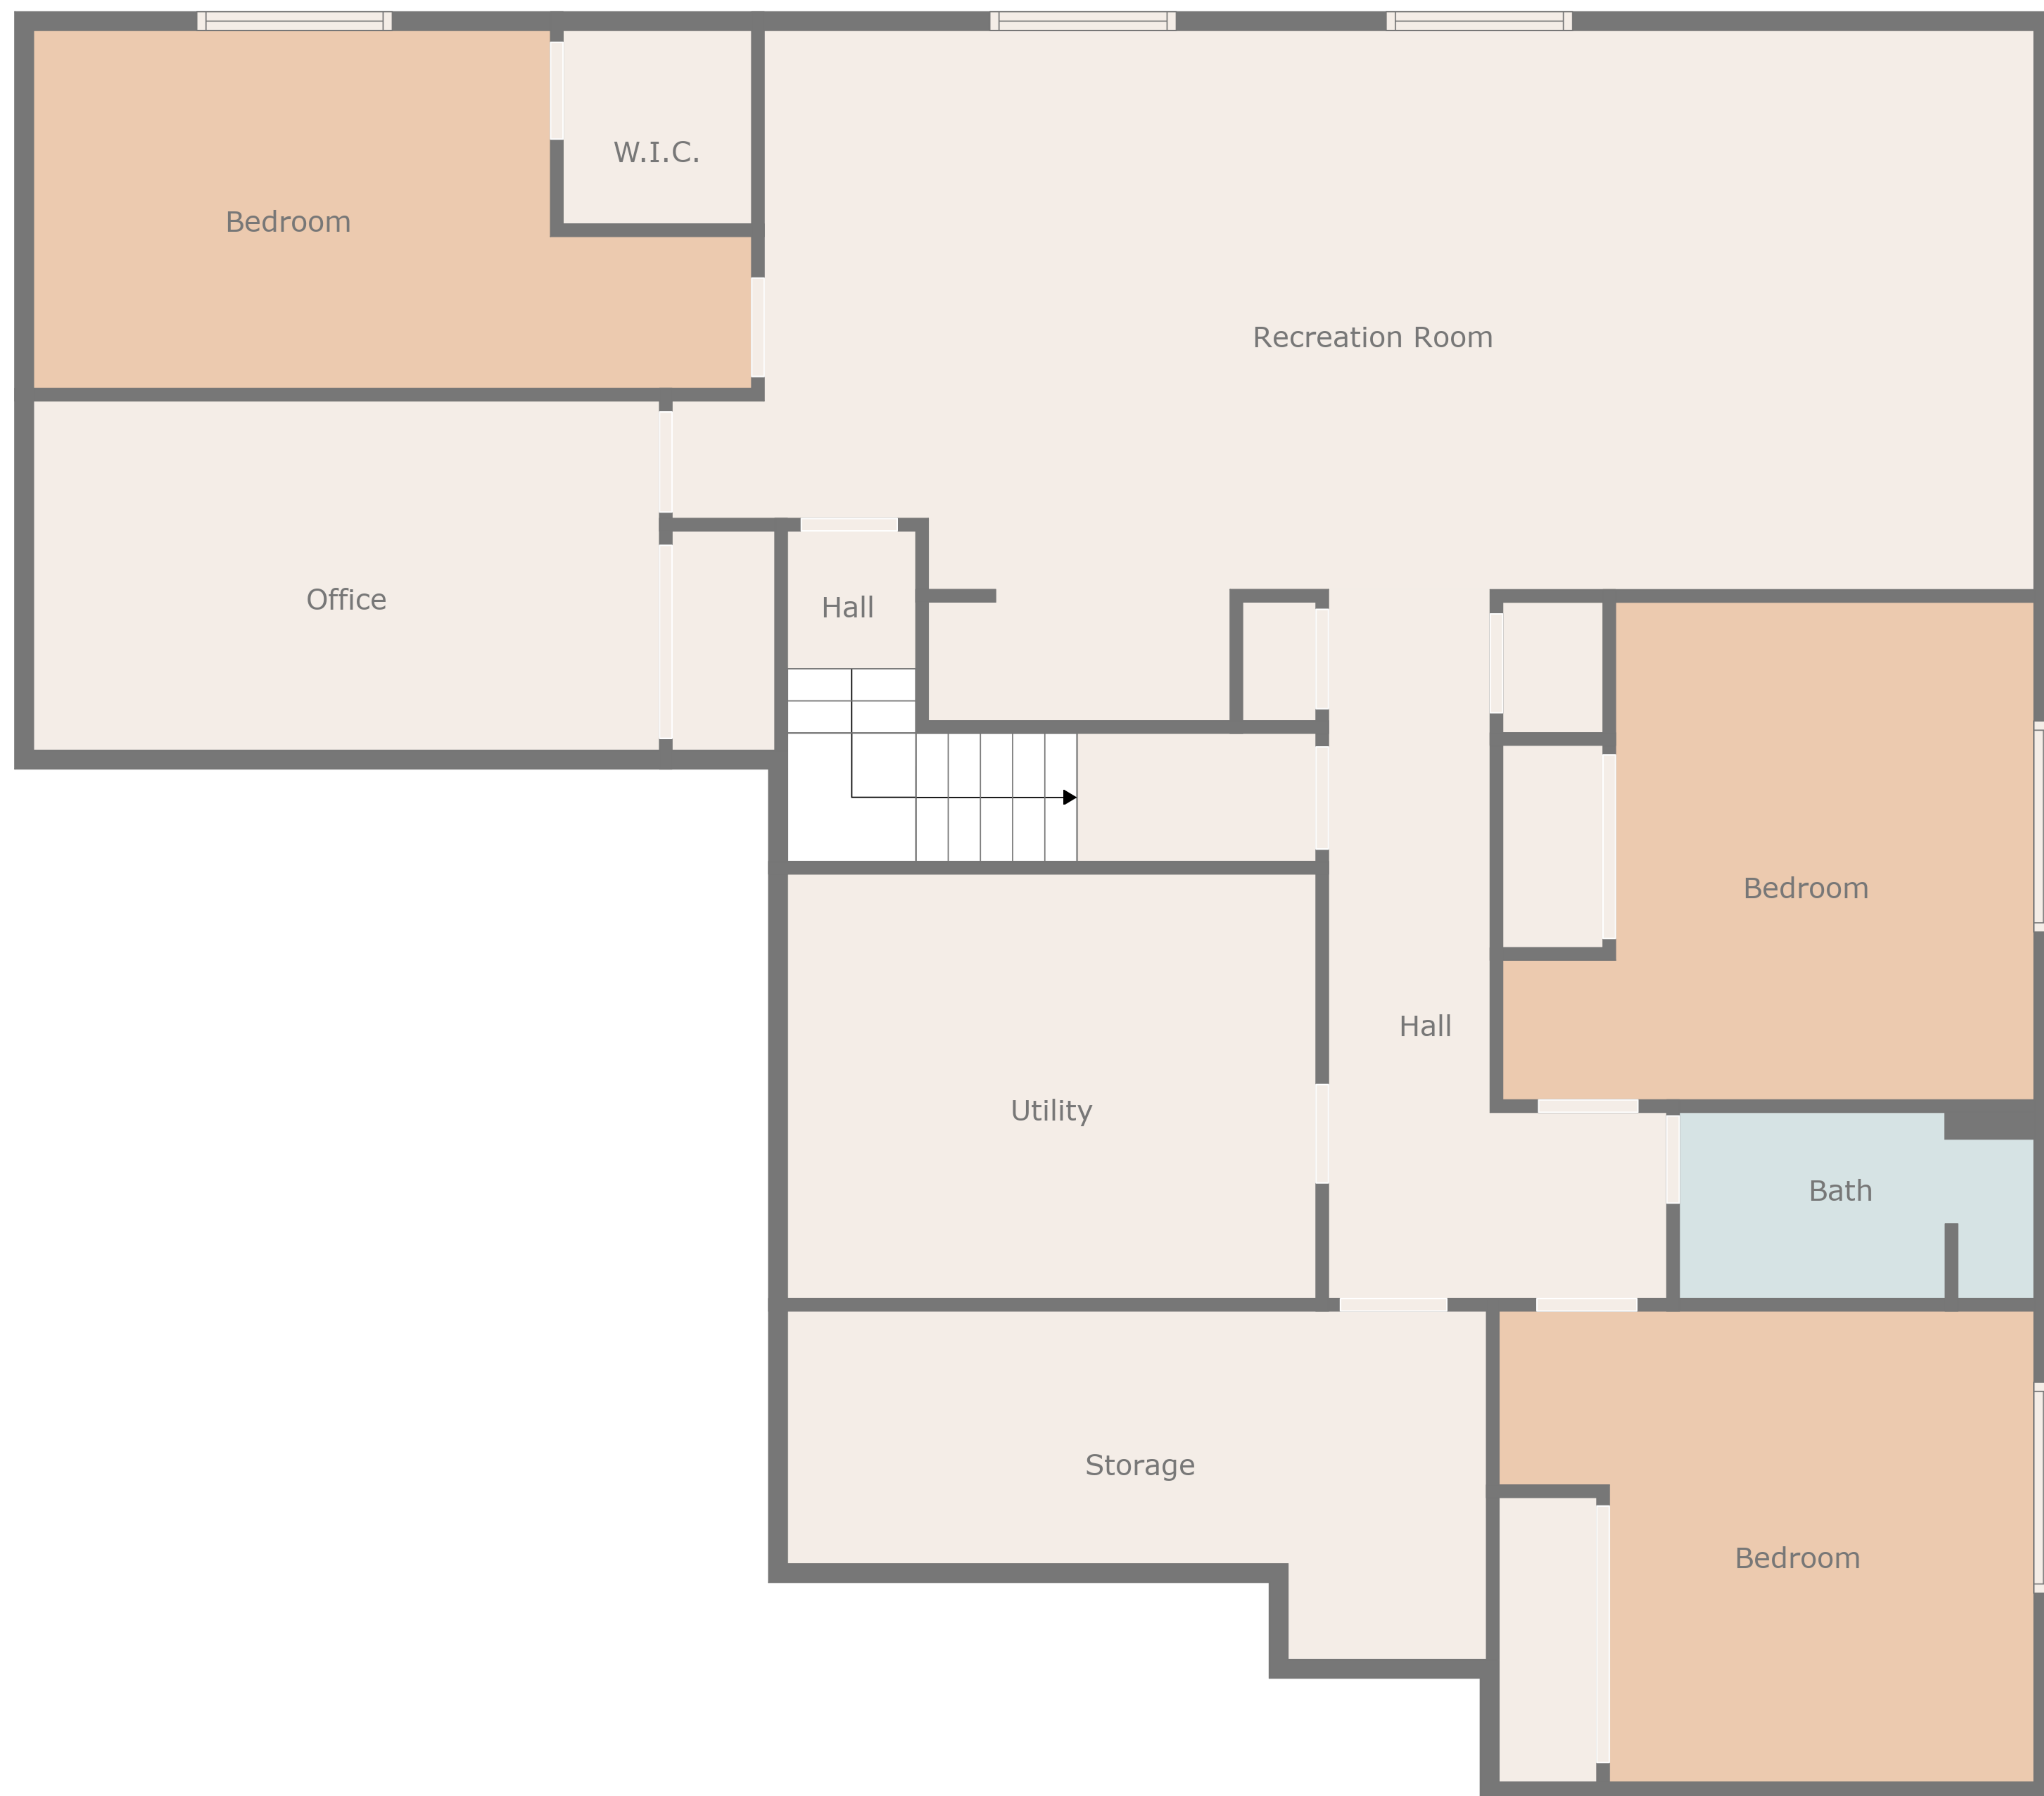 W.I.C.
Bedroom
Recreation Room
Office
Hall
Bedroom
Hall
Utility
Bath
Storage
Bedroom